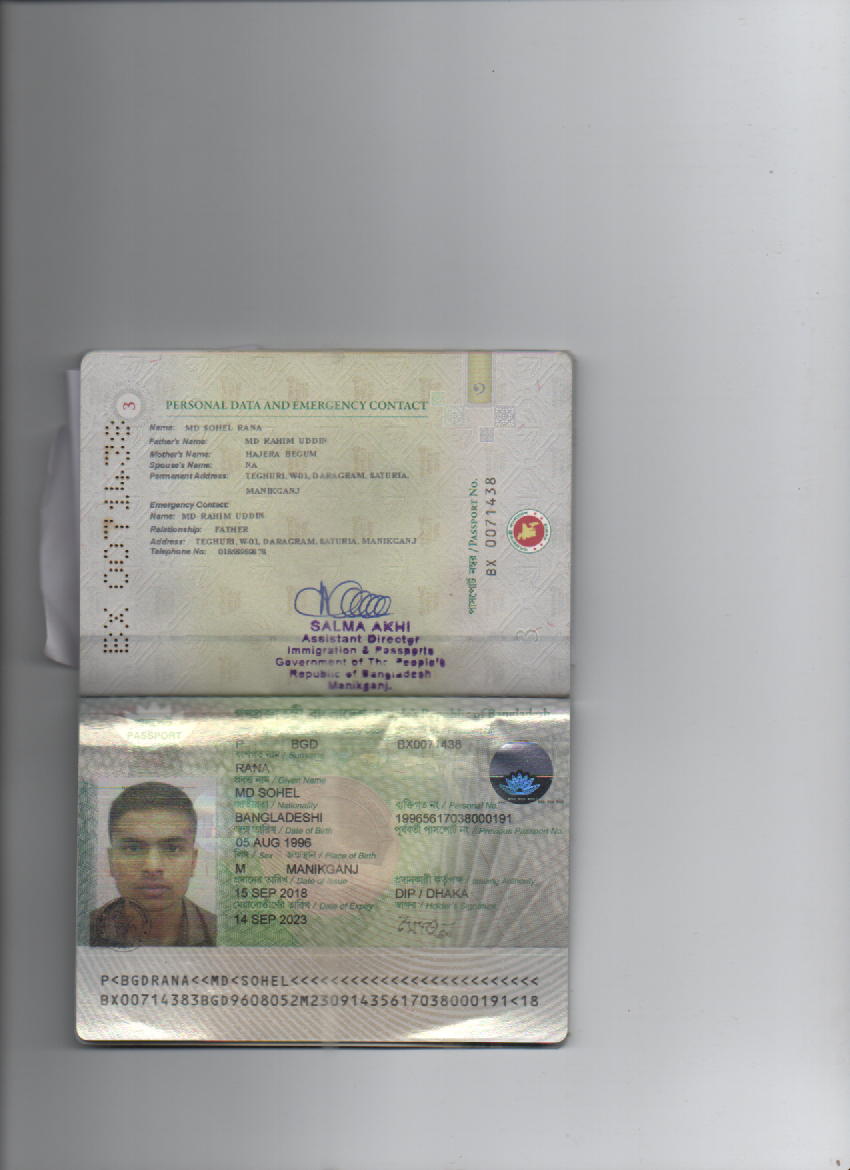 3
BX 0071438
PERSONAL DATA AND EMERGENCY CONTACT
Name: MD SOHEL RANA
Father's Name: MD RAHIM UDDIN
Mother's Name: HAJERA BEGUM
Spouse's Name: NA
Permanent Address: TEGHURI, W01, DARAGRAM, SATURIA,
MANIKGANJ
Emergency Contact:
Name: MD RAHIM UDDIN
Relationship: FATHER
Address: TEGHURI, W01, DARAGRAM, SATURIA, MANIKGANJ
Telephone No:
পাসপোর্ট নম্বর / PASSPORT No.
BX 0071438
৩
SALMA AKHI
Assistant Director
Immigration & Passports
Government of The People's
Republic of Bangladesh
Manikganj.
PASSPORT
P BGD BX0071438
বংশগত নাম / Surname
RANA
প্রদত্ত নাম / Given Name
MD SOHEL
জাতীয়তা / Nationality ব্যক্তিগত নং / Personal No.
BANGLADESHI 19965617038000191
জন্ম তারিখ / Date of Birth পূর্ববর্তী পাসপোর্ট নং / Previous Passport No.
05 AUG 1996
লিঙ্গ / Sex জন্মস্থান / Place of Birth
M MANIKGANJ
প্রদানের তারিখ / Date of Issue প্রদানকারী কর্তৃপক্ষ / Issuing Authority
15 SEP 2018 DIP / DHAKA
মেয়াদোত্তীর্ণের তারিখ / Date of Expiry স্বাক্ষর / Holder's Signature
14 SEP 2023
P<BGDRANA<<MD<SOHEL<<<<<<<<<<<<<<<<<<<<<<<<<
BX00714383BGD9608052M23091435617038000191<18